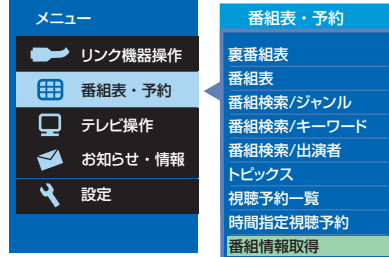 メニュー
リンク機器操作
番組表・予約
テレビ操作
お知らせ・情報
設定
番組表・予約
裏番組表
番組表
番組検索/ジャンル
番組検索/キーワード
番組検索/出演者
トピックス
視聴予約一覧
時間指定視聴予約
番組情報取得